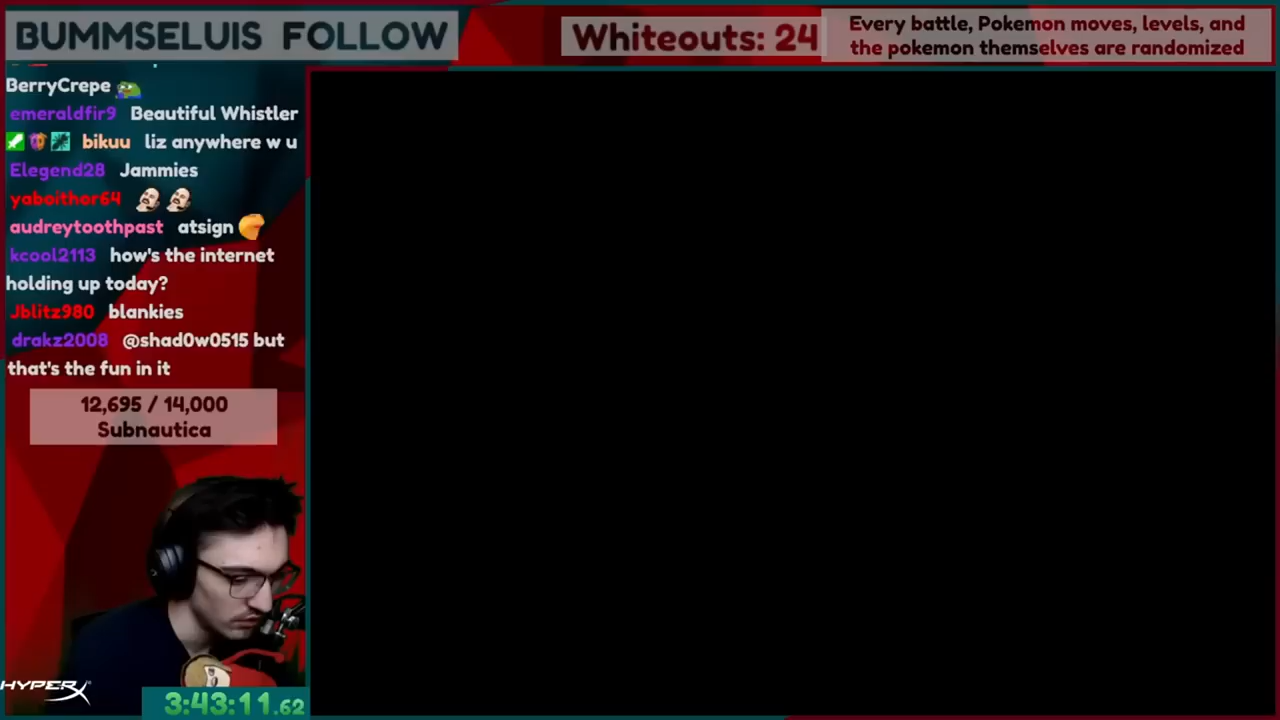 BUMMSELUIS FOLLOW
Whiteouts: 24
Every battle, Pokemon moves, levels, and
the pokemon themselves are randomized
BerryCrepe
emeraldfir9 Beautiful Whistler
bikuu liz anywhere w u
Elegend28 Jammies
yaboithor64
audreytoothpast atsign
kcool2113 how's the internet
holding up today?
Jblitz980 blankies
drakz2008 @shad0w0515 but
that's the fun in it
12,695 / 14,000
Subnautica
HYPERX
3:43:11.62